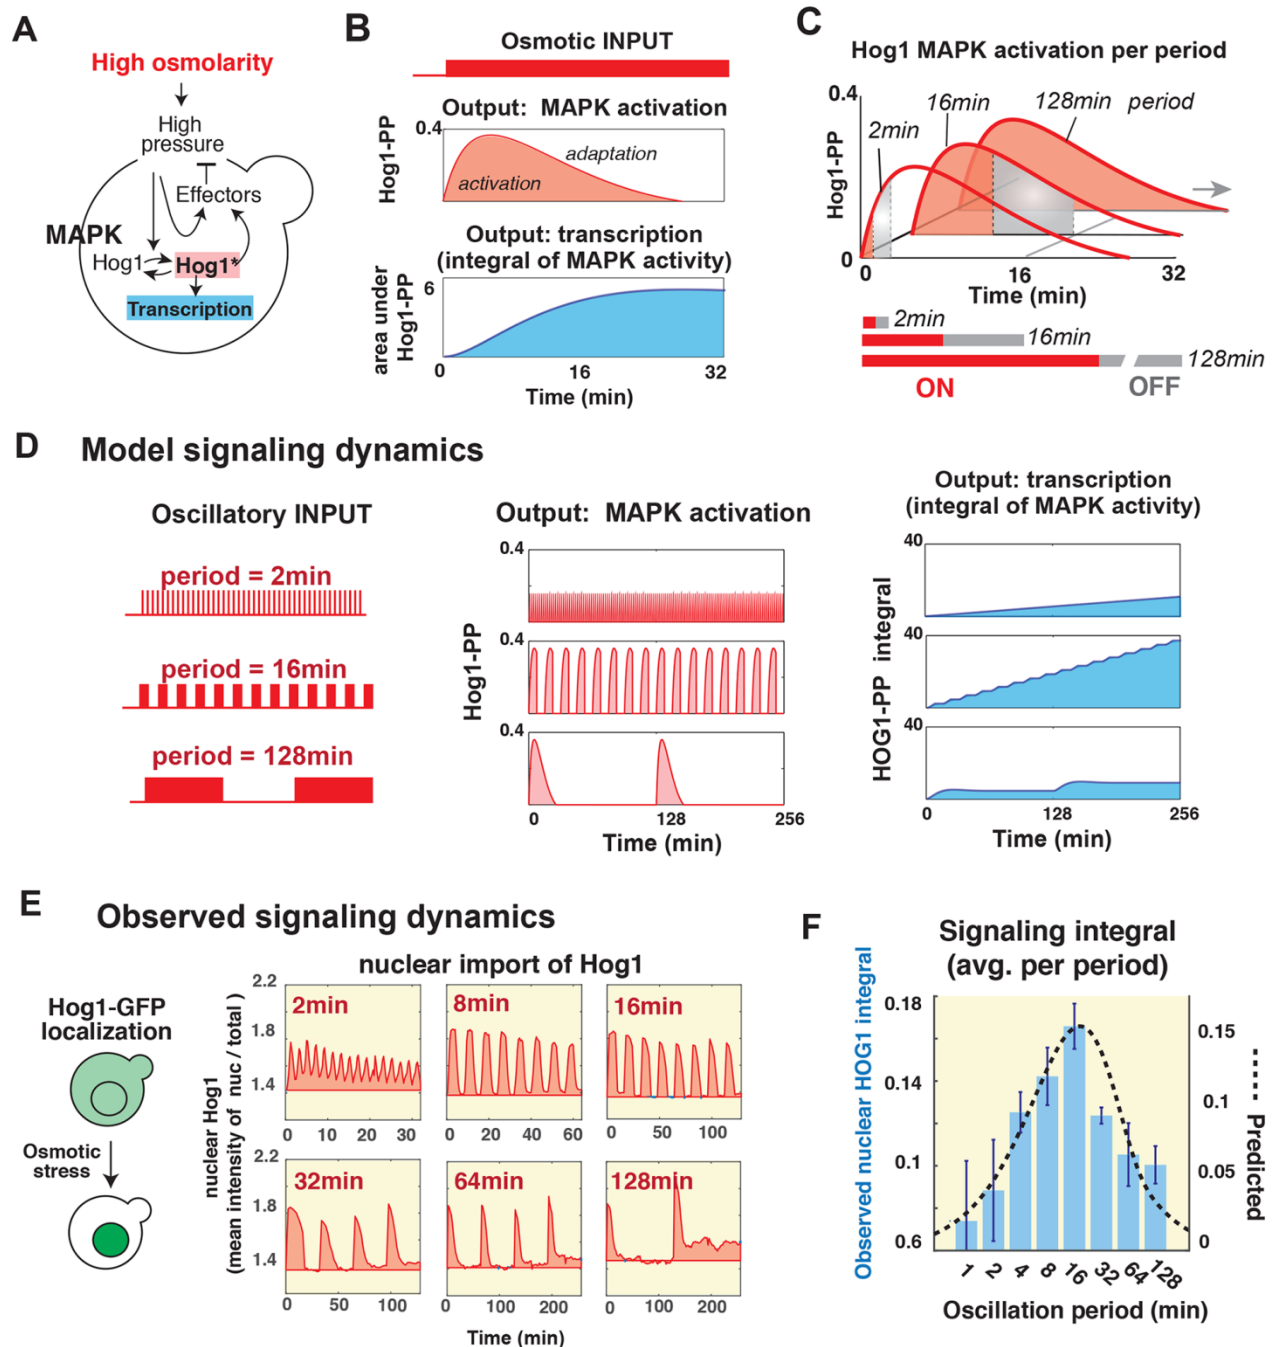 A
High osmolarity
High
pressure
Effectors
MAPK
Hog1
Hog1*
Transcription
B
Osmotic INPUT
Output: MAPK activation
0.4
Hog1-PP
activation
adaptation
Output: transcription
(integral of MAPK activity)
6
area under
Hog1-PP
0 16 32
Time (min)
C
Hog1 MAPK activation per period
0.4
Hog1-PP
2min
16min
128min period
0
0 16 32
Time (min)
2min
16min
128min
ON OFF
D Model signaling dynamics
Oscillatory INPUT
period = 2min
period = 16min
period = 128min
Output: MAPK activation
0.4
0.4
0.4
Hog1-PP
0 128 256
Time (min)
Output: transcription
(integral of MAPK activity)
40
40
40
HOG1-PP integral
0 128 256
Time (min)
E Observed signaling dynamics
Hog1-GFP
localization
Osmotic
stress
nuclear import of Hog1
nuclear Hog1
(mean intensity of nuc / total )
2.2
1.8
1.4
2min
0 10 20 30
8min
0 20 40 60
16min
0 50 100
2.2
1.8
1.4
32min
0 50 100
64min
0 100 200
128min
0 100 200
Time (min)
F Signaling integral
(avg. per period)
Observed nuclear HOG1 integral
0.18
0.14
0.1
0.6
0.15
0.1
0.05
0
Predicted
1 2 4 8 16 32 64 128
Oscillation period (min)